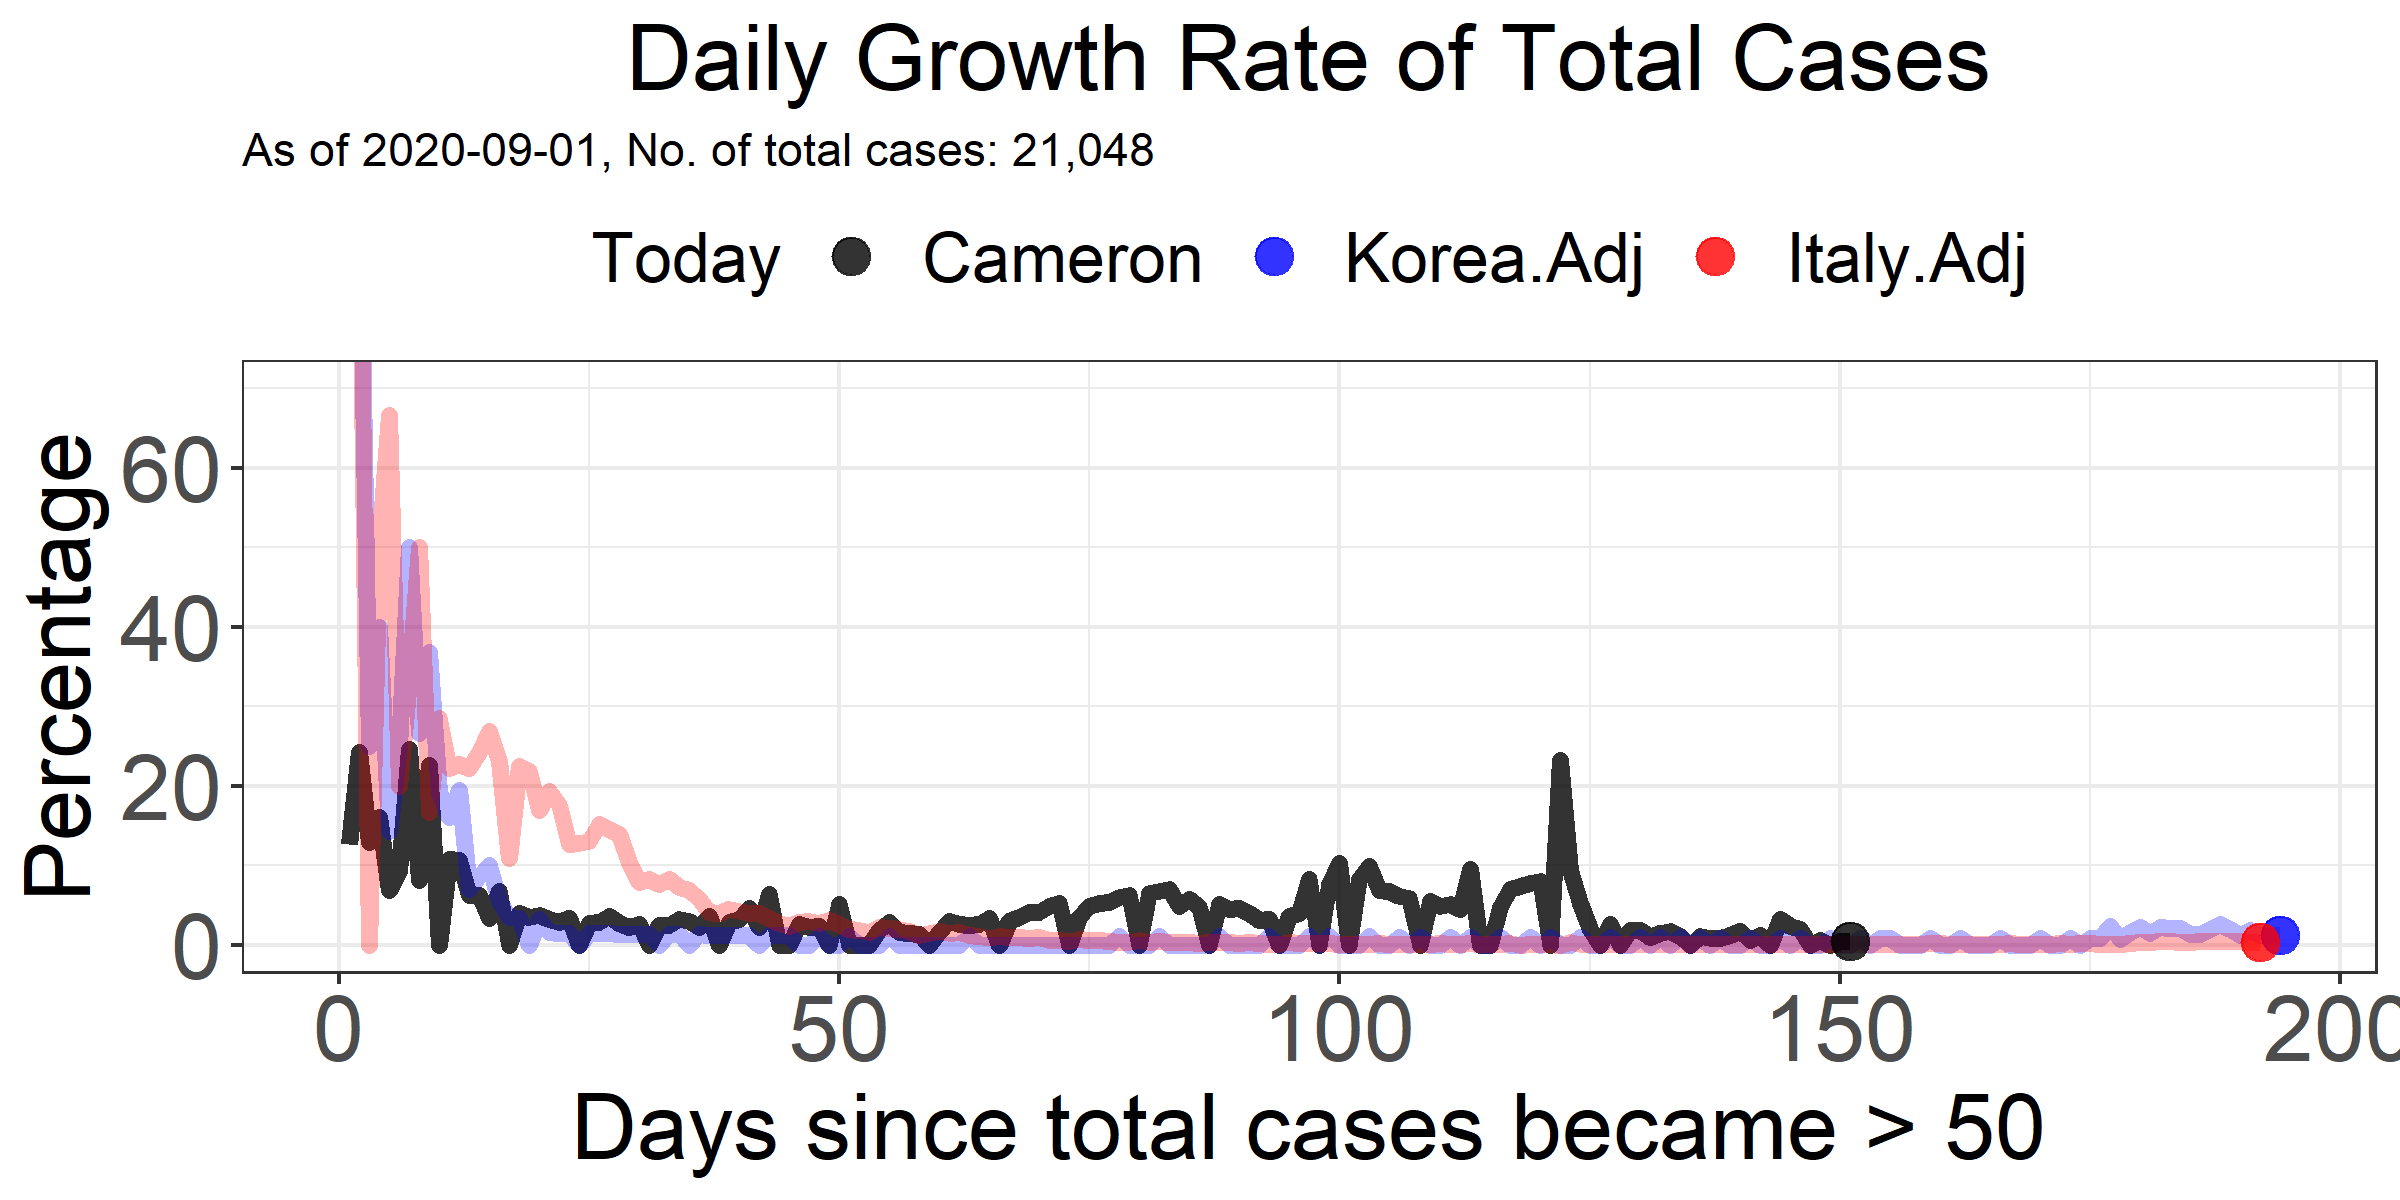 Daily Growth Rate of Total Cases
As of 2020-09-01, No. of total cases: 21,048
Today Cameron Korea.Adj Italy.Adj
Percentage
60
40
20
0
0 50 100 150 200
Days since total cases became > 50